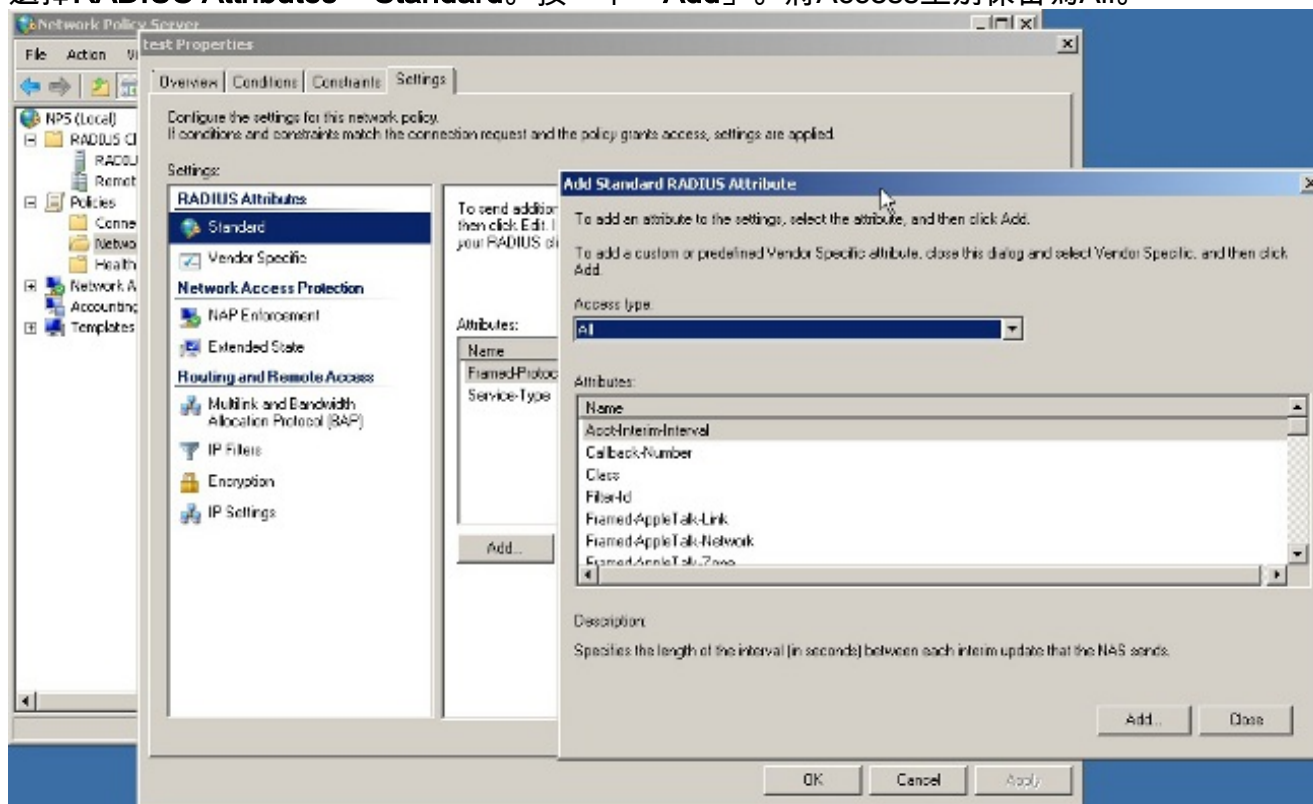 選擇RADIUS Attributes > Standard。按一下「Add」。將Access型別保留為All。
Network Policy Server
File Action Vi
NPS (Local)
RADIUS Cl
RADIU
Remot
Policies
Conne
Netwo
Health
Network A
Accounting
Templates
test Properties
Overview Conditions Constraints Settings
Configure the settings for this network policy.
If conditions and constraints match the connection request and the policy grants access, settings are applied.
Settings:
RADIUS Attributes
Standard
Vendor Specific
Network Access Protection
NAP Enforcement
Extended State
Routing and Remote Access
Multilink and Bandwidth
Allocation Protocol (BAP)
IP Filters
Encryption
IP Settings
To send addition
then click Edit. I
your RADIUS cli
Attributes:
Name
Framed-Protoc
Service-Type
Add...
Add Standard RADIUS Attribute
To add an attribute to the settings, select the attribute, and then click Add.
To add a custom or predefined Vendor Specific attribute, close this dialog and select Vendor Specific, and then click
Add.
Access type:
All
Attributes:
Name
Acct-Interim-Interval
Callback-Number
Class
Filter-Id
Framed-AppleTalk-Link
Framed-AppleTalk-Network
Framed-AppleTalk-Zone
Description:
Specifies the length of the interval (in seconds) between each interim update that the NAS sends.
Add... Close
OK Cancel Apply